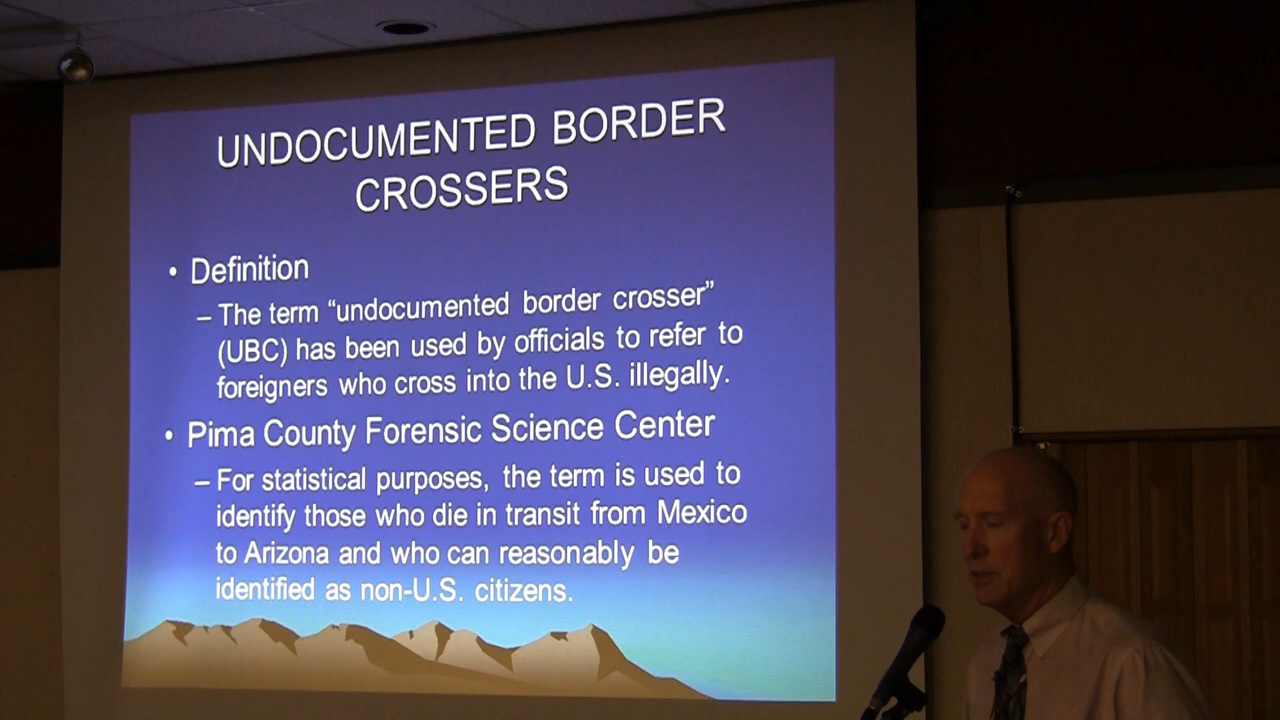 UNDOCUMENTED BORDER
CROSSERS
• Definition
– The term “undocumented border crosser”
(UBC) has been used by officials to refer to
foreigners who cross into the U.S. illegally.
• Pima County Forensic Science Center
– For statistical purposes, the term is used to
identify those who die in transit from Mexico
to Arizona and who can reasonably be
identified as non-U.S. citizens.